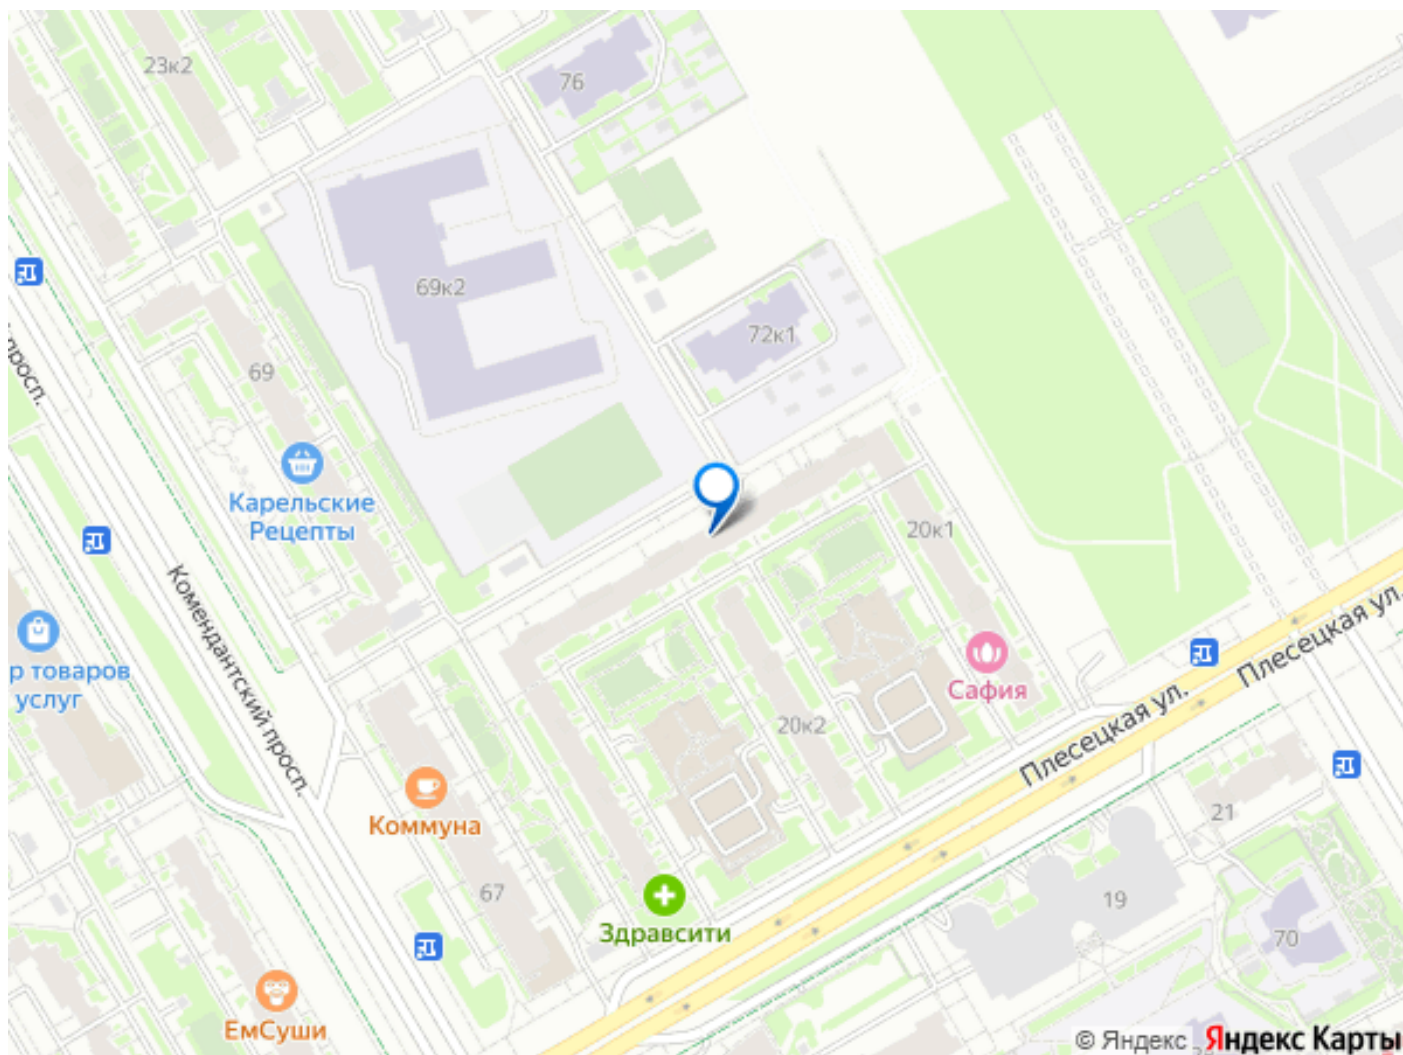 23к2
76
69к2
72к1
69
просп.
Карельские
Рецепты
20к1
Комендантский просп.
р товаров
услуг
Сафия
Плесецкая ул.
Плесецкая ул.
20к2
Коммуна
21
67
19
Здравсити
70
ЕмСуши
© Яндекс Яндекс Карты